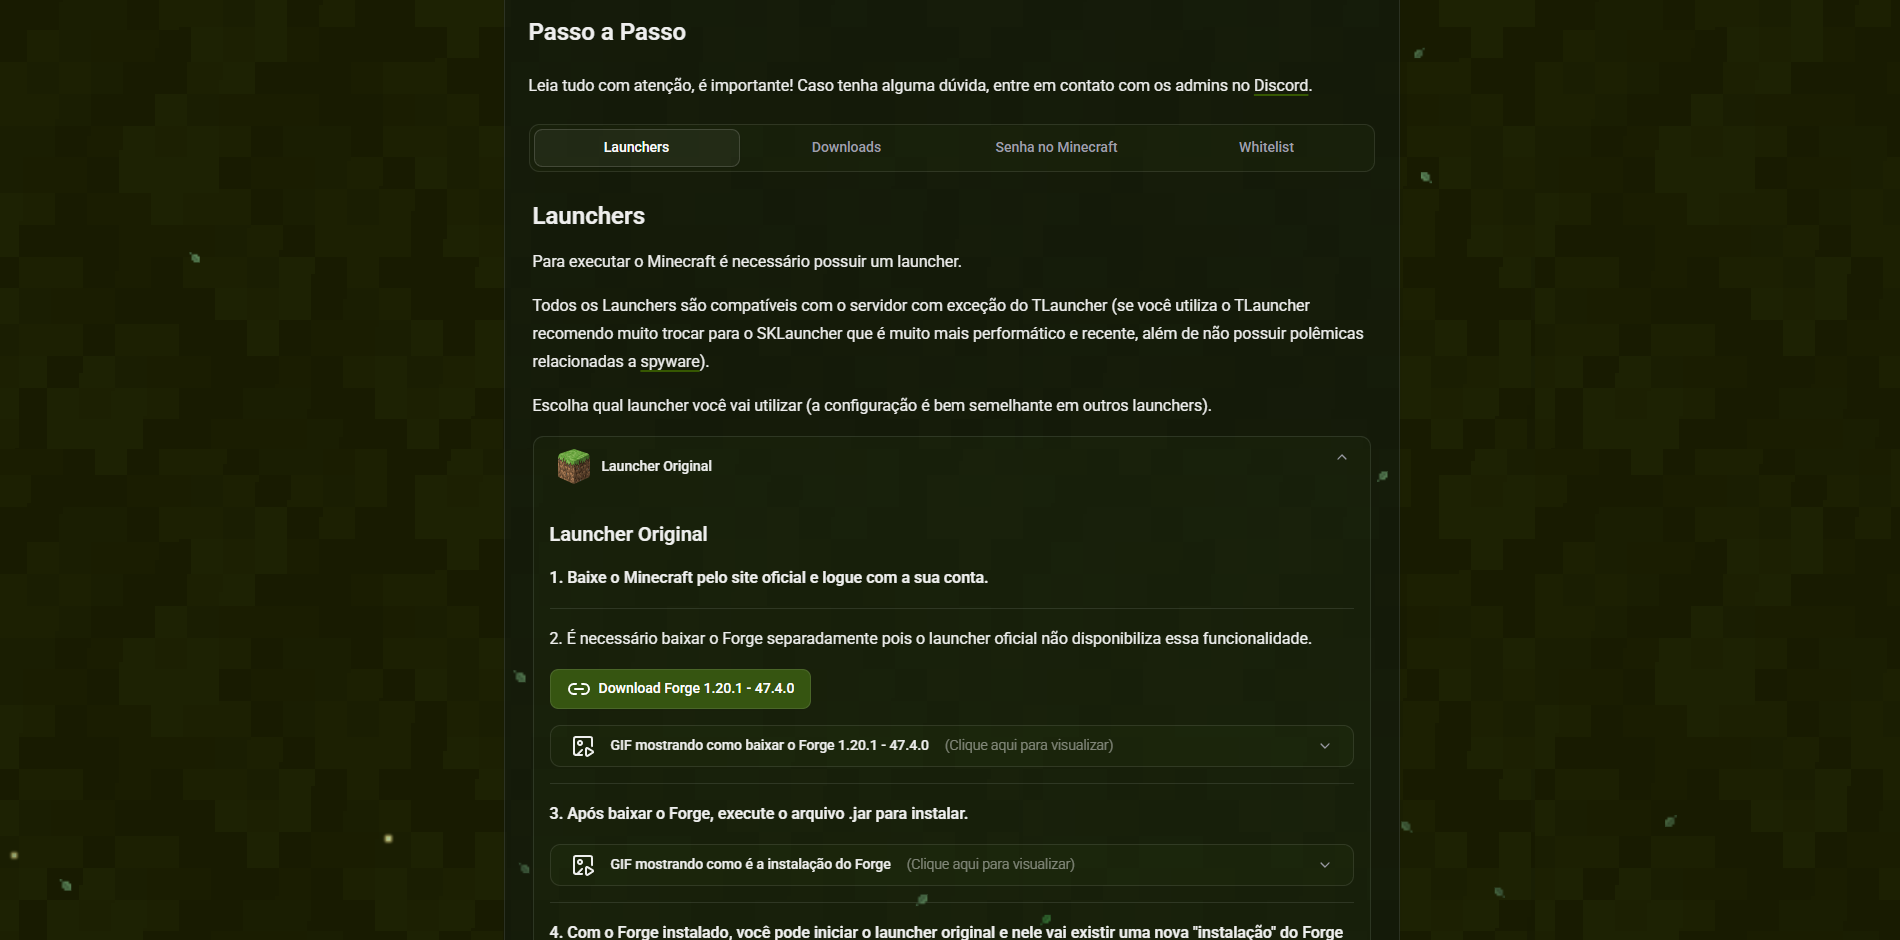 Passo a Passo
Leia tudo com atenção, é importante! Caso tenha alguma dúvida, entre em contato com os admins no Discord.
Launchers
Downloads
Senha no Minecraft
Whitelist
Launchers
Para executar o Minecraft é necessário possuir um launcher.
Todos os Launchers são compatíveis com o servidor com exceção do TLauncher (se você utiliza o TLauncher
recomendo muito trocar para o SKLauncher que é muito mais performático e recente, além de não possuir polêmicas
relacionadas a spyware).
Escolha qual launcher você vai utilizar (a configuração é bem semelhante em outros launchers).
Launcher Original
Launcher Original
1. Baixe o Minecraft pelo site oficial e logue com a sua conta.
2. É necessário baixar o Forge separadamente pois o launcher oficial não disponibiliza essa funcionalidade.
Download Forge 1.20.1 - 47.4.0
GIF mostrando como baixar o Forge 1.20.1 - 47.4.0 (Clique aqui para visualizar)
3. Após baixar o Forge, execute o arquivo .jar para instalar.
GIF mostrando como é a instalação do Forge (Clique aqui para visualizar)
4. Com o Forge instalado, você pode iniciar o launcher original e nele vai existir uma nova "instalação" do Forge